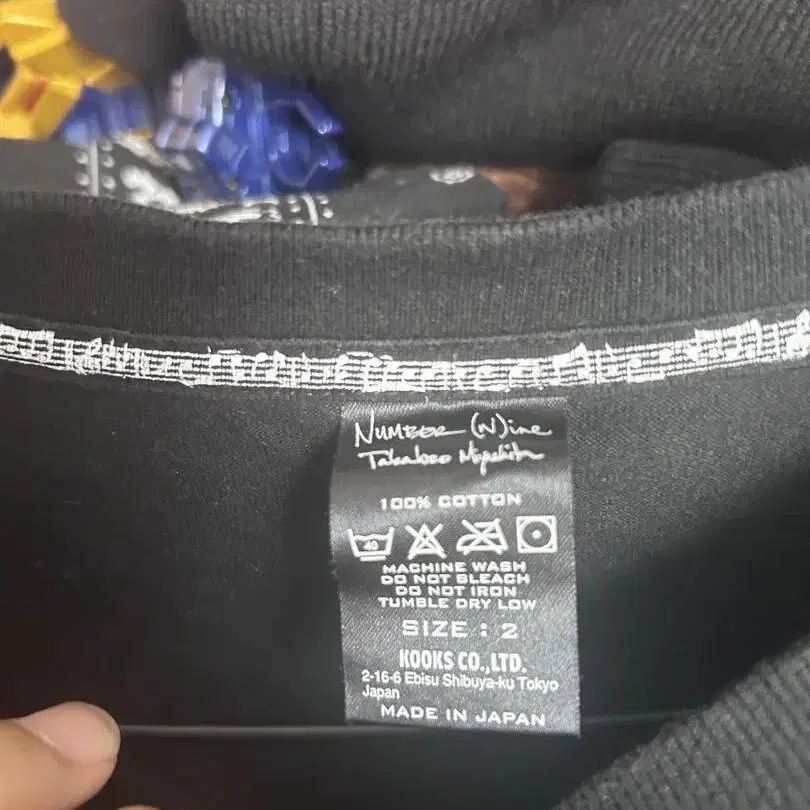 NUMBER (N)ine
Takahiro Miyashita
100% COTTON
40
MACHINE WASH
DO NOT BLEACH
DO NOT IRON
TUMBLE DRY LOW
SIZE : 2
KOOKS CO.,LTD.
2-16-6 Ebisu Shibuya-ku Tokyo
Japan
MADE IN JAPAN